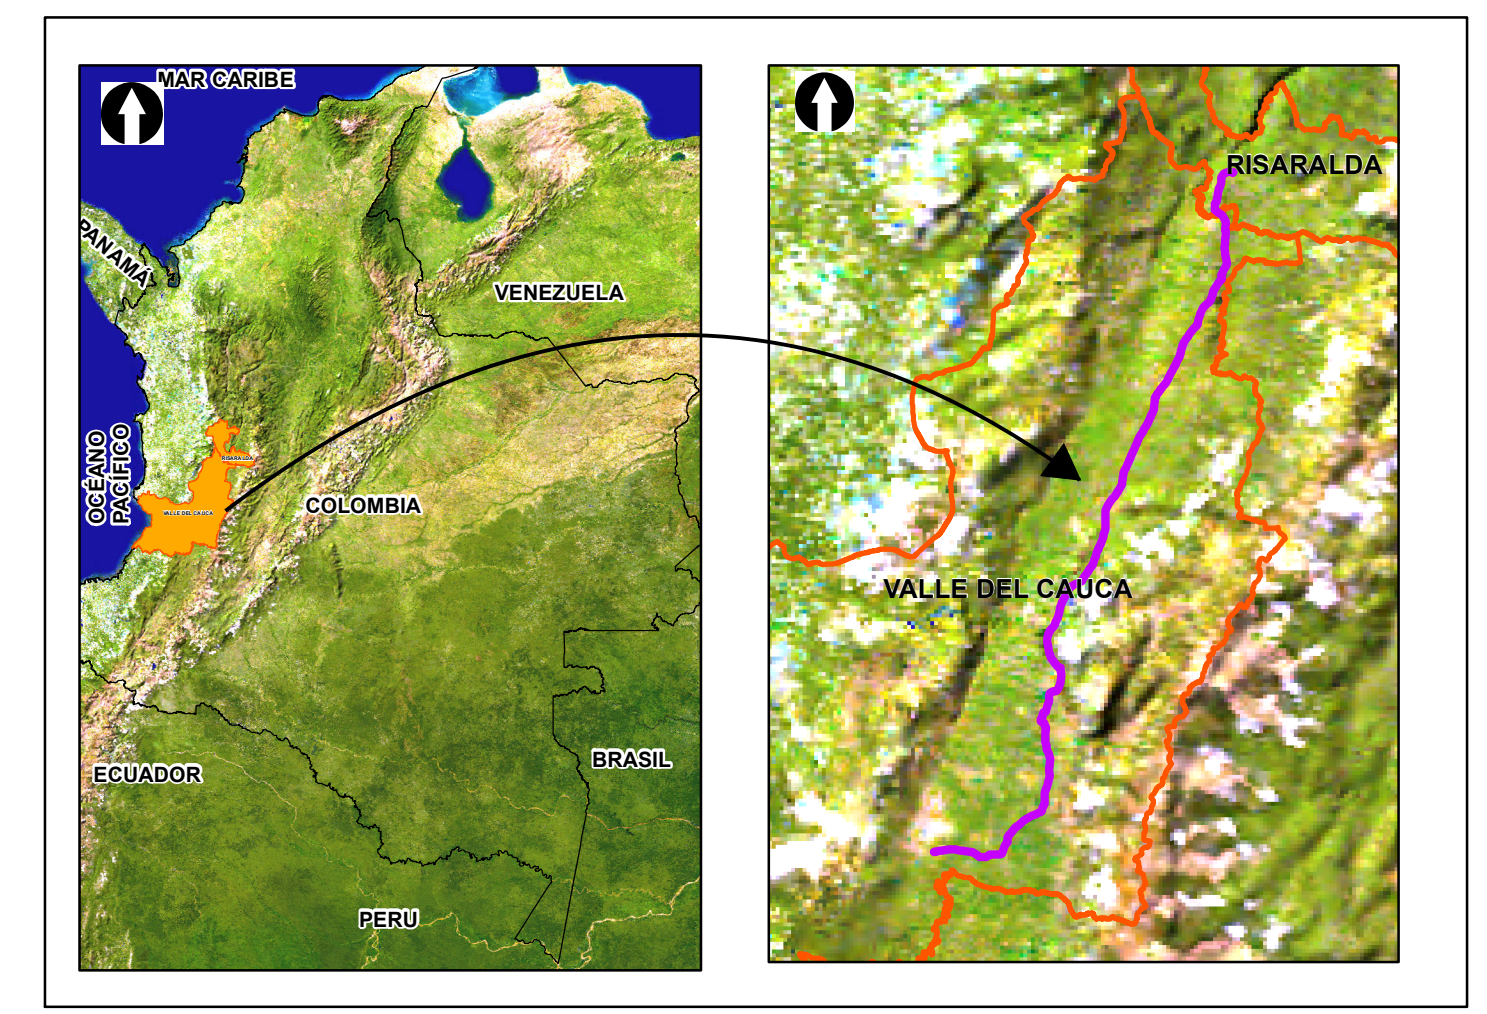 MAR CARIBE
PANAMÁ
VENEZUELA
OCÉANO
PACÍFICO
RISARALDA
VALLE DEL CAUCA
COLOMBIA
BRASIL
ECUADOR
PERU
RISARALDA
VALLE DEL CAUCA